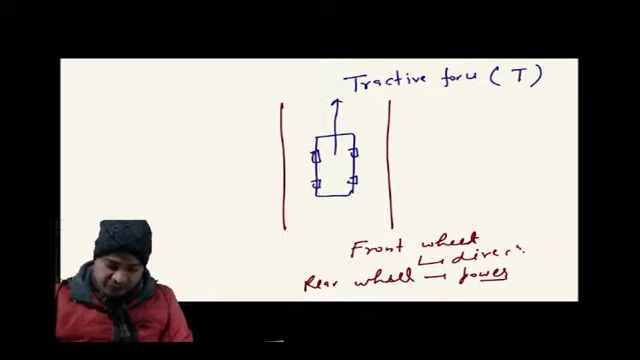 Tractive force (T)
Front wheel
↳ direc
Rear wheel → power